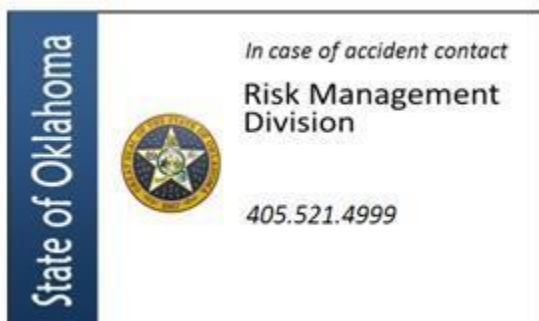 State of Oklahoma
In case of accident contact
Risk Management
Division
405.521.4999